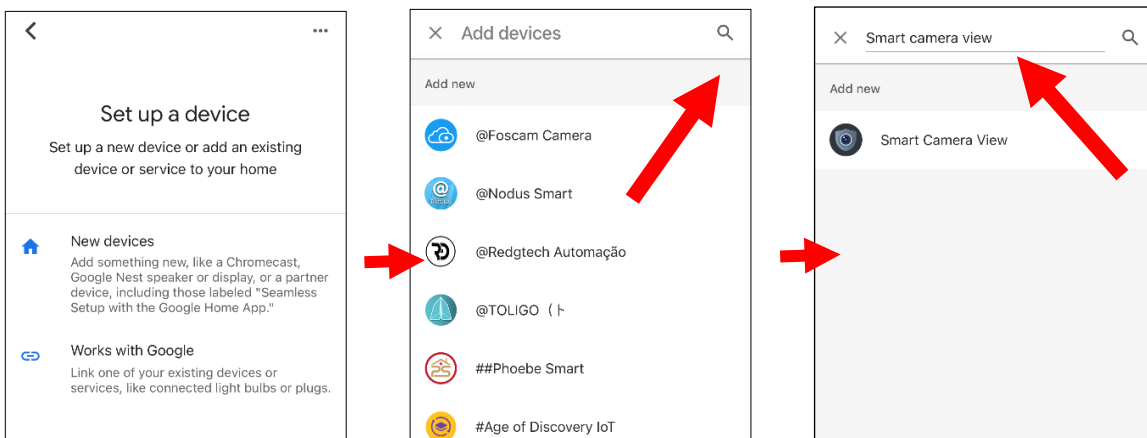 Set up a device
Set up a new device or add an existing
device or service to your home
New devices
Add something new, like a Chromecast,
Google Nest speaker or display, or a partner
device, including those labeled "Seamless
Setup with the Google Home App."
Works with Google
Link one of your existing devices or
services, like connected light bulbs or plugs.
Add devices
Add new
@Foscam Camera
@Nodus Smart
@Redgtech Automação
@TOLIGO（ト
##Phoebe Smart
#Age of Discovery IoT
Smart camera view
Add new
Smart Camera View